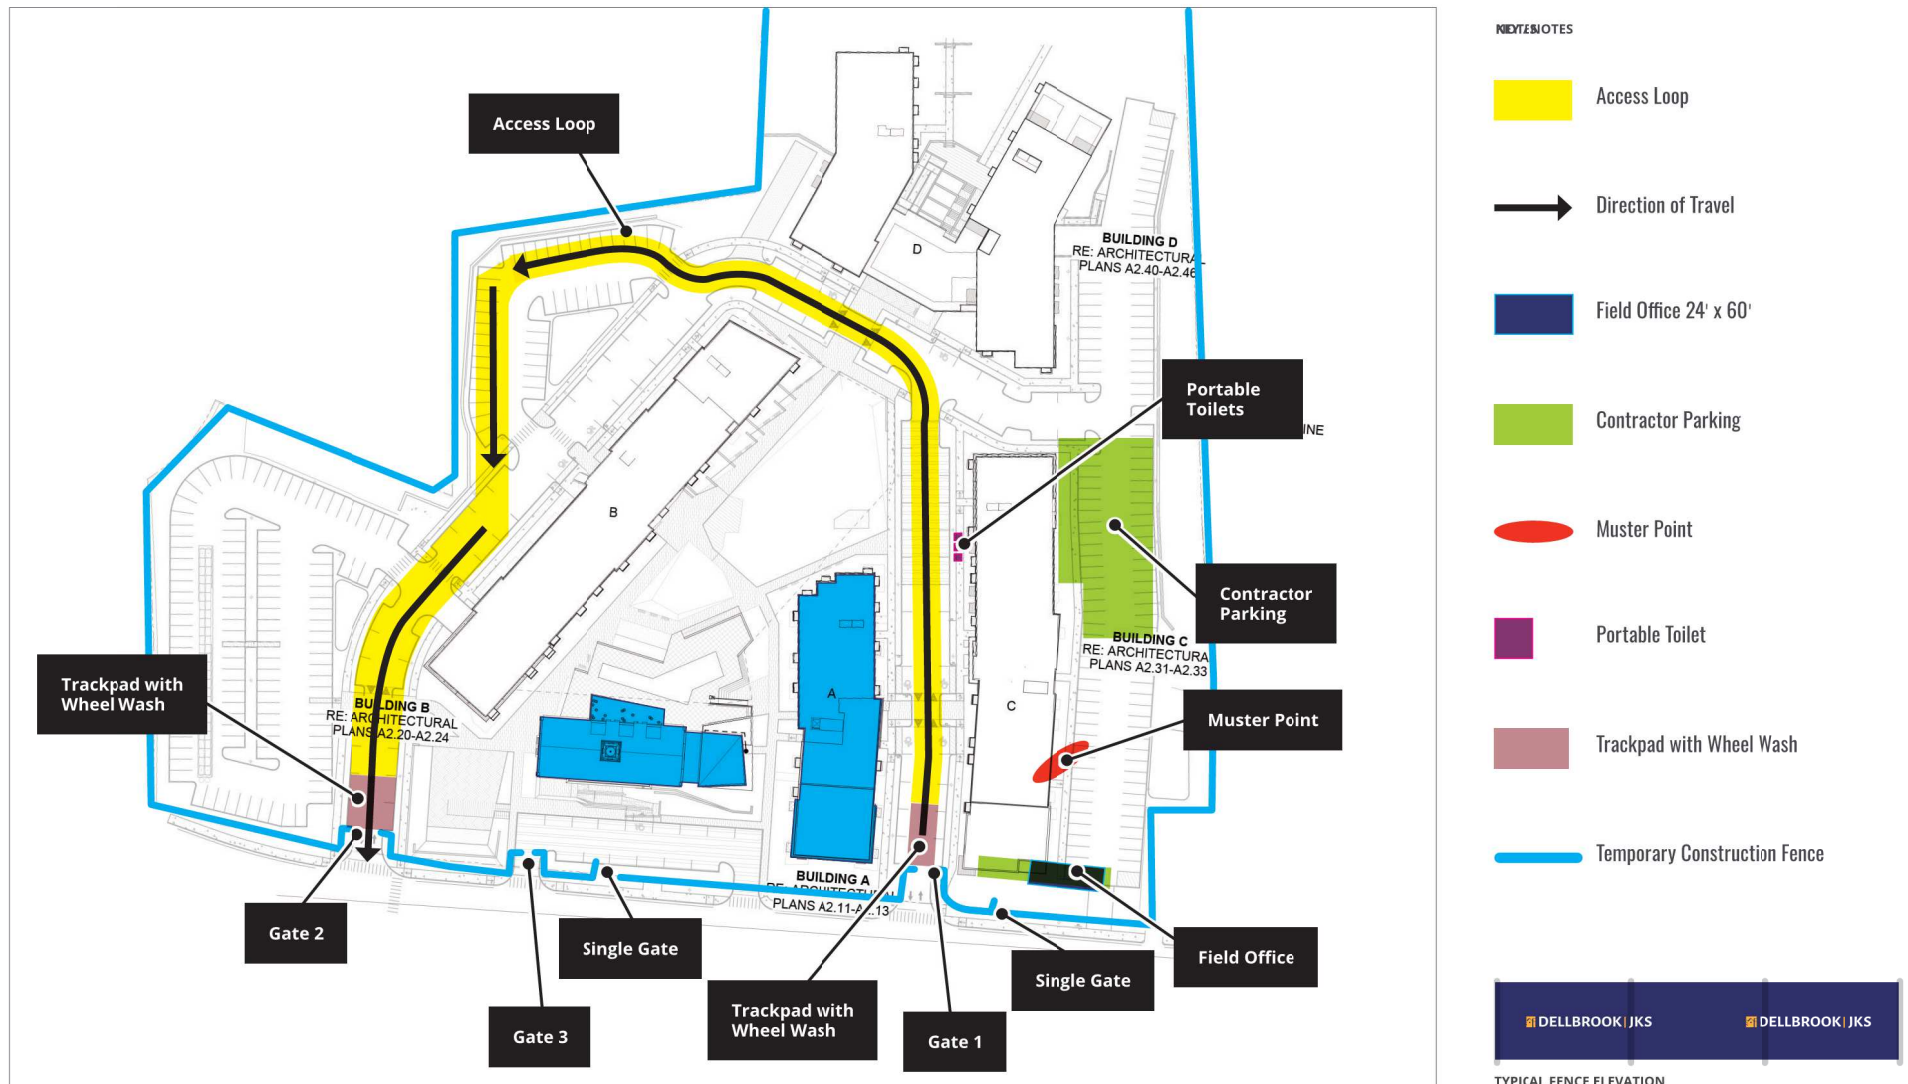 Access Loop
BUILDING D
RE: ARCHITECTURAL
PLANS A2.40-A2.46
D
Portable
Toilets
INE
B
Contractor
Parking
BUILDING C
RE: ARCHITECTURA
PLANS A2.31-A2.33
Trackpad with
Wheel Wash
BUILDING B
RE: ARCHITECTURAL
PLANS A2.20-A2.24
A
C
Muster Point
BUILDING A
RE: ARCHITECTURAL
PLANS A2.11-A2.13
Gate 2
Single Gate
Field Office
Single Gate
Gate 3
Trackpad with
Wheel Wash
Gate 1
NOTES
Access Loop
Direction of Travel
Field Office 24' x 60'
Contractor Parking
Muster Point
Portable Toilet
Trackpad with Wheel Wash
Temporary Construction Fence
DELLBROOK | JKS
DELLBROOK | JKS
TYPICAL FENCE ELEVATION